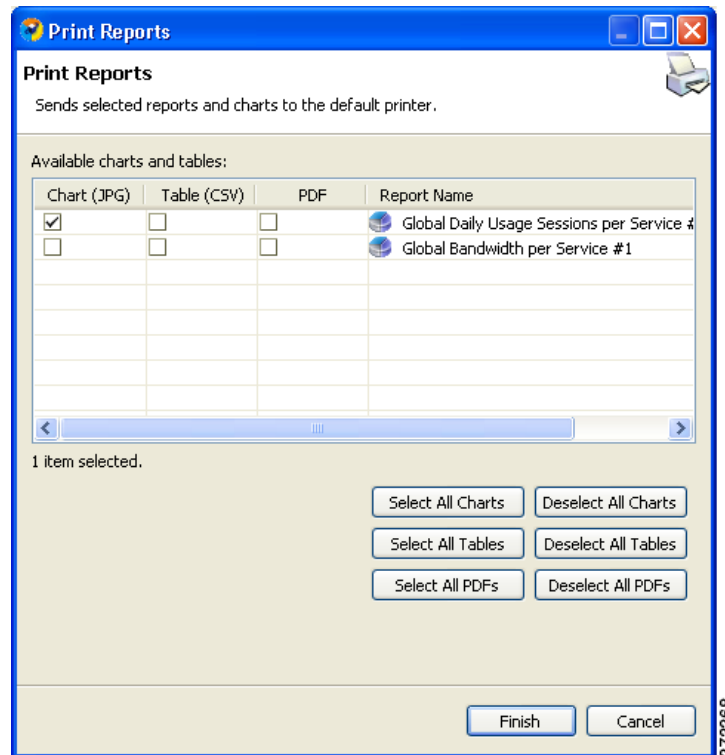 Print Reports
Print Reports
Sends selected reports and charts to the default printer.
Available charts and tables:
Chart (JPG) Table (CSV) PDF Report Name
Global Daily Usage Sessions per Service #
Global Bandwidth per Service #1
1 item selected.
Select All Charts Deselect All Charts
Select All Tables Deselect All Tables
Select All PDFs Deselect All PDFs
Finish Cancel